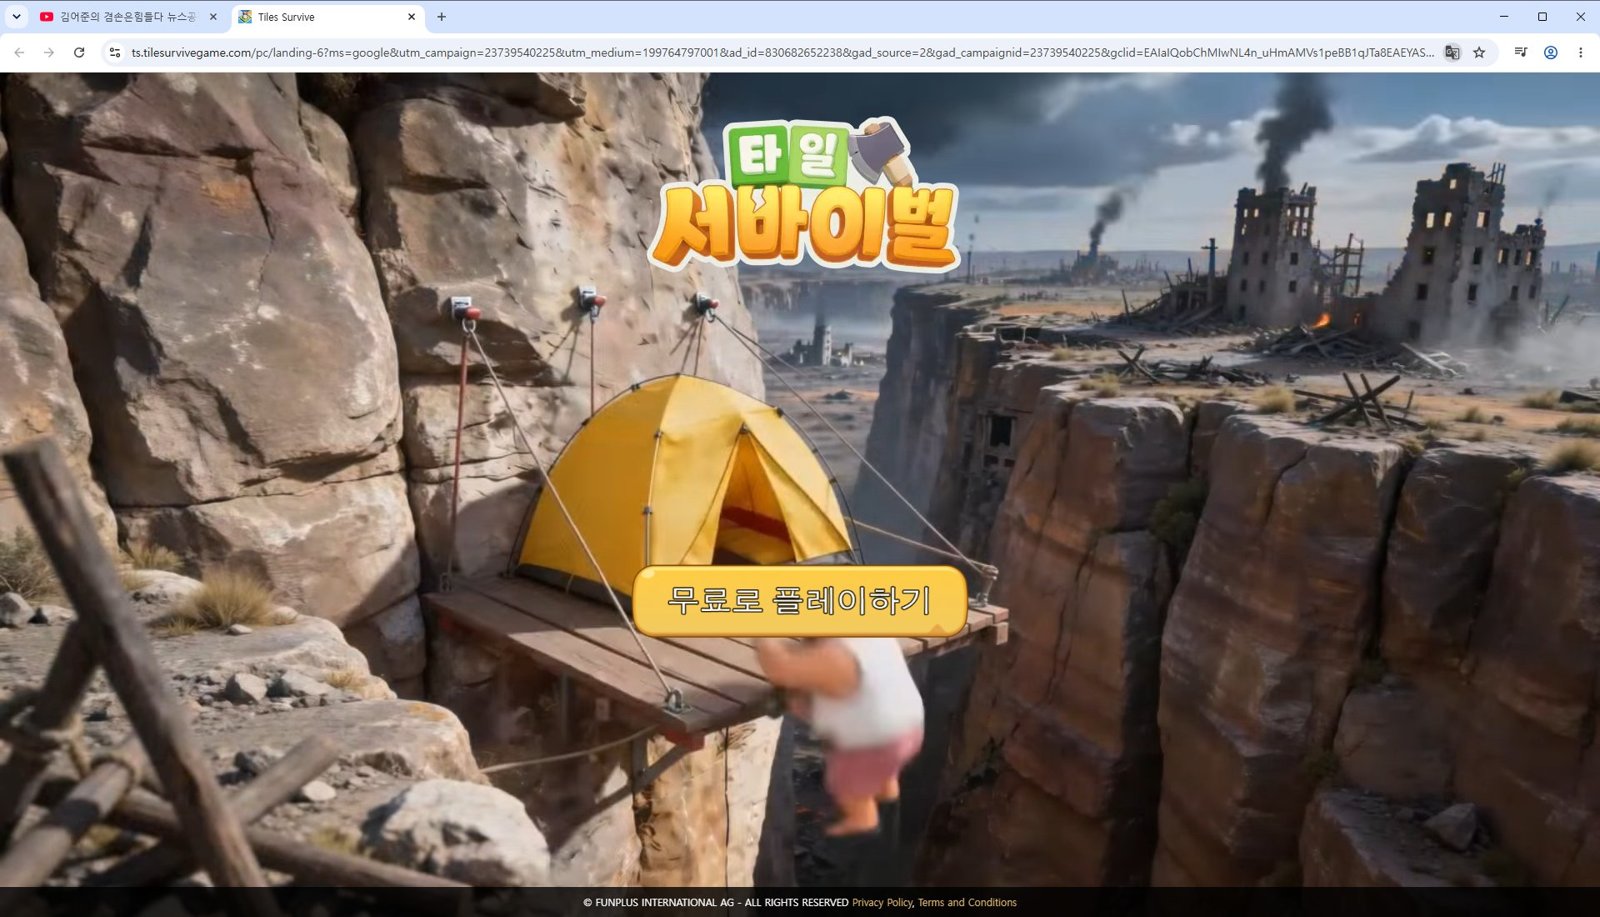 김어준의 겸손은힘들다 뉴스공
Tiles Survive
ts.tilesurvivegame.com/pc/landing-6?ms=google&utm_campaign=23739540225&utm_medium=199764797001&ad_id=830682652238&gad_source=2&gad_campaignid=23739540225&gclid=EAIaIQobChMIwNL4n_uHmAMVs1peBB1qJTa8EAEYAS...
타일
서바이벌
무료로 플레이하기
© FUNPLUS INTERNATIONAL AG - ALL RIGHTS RESERVED Privacy Policy, Terms and Conditions